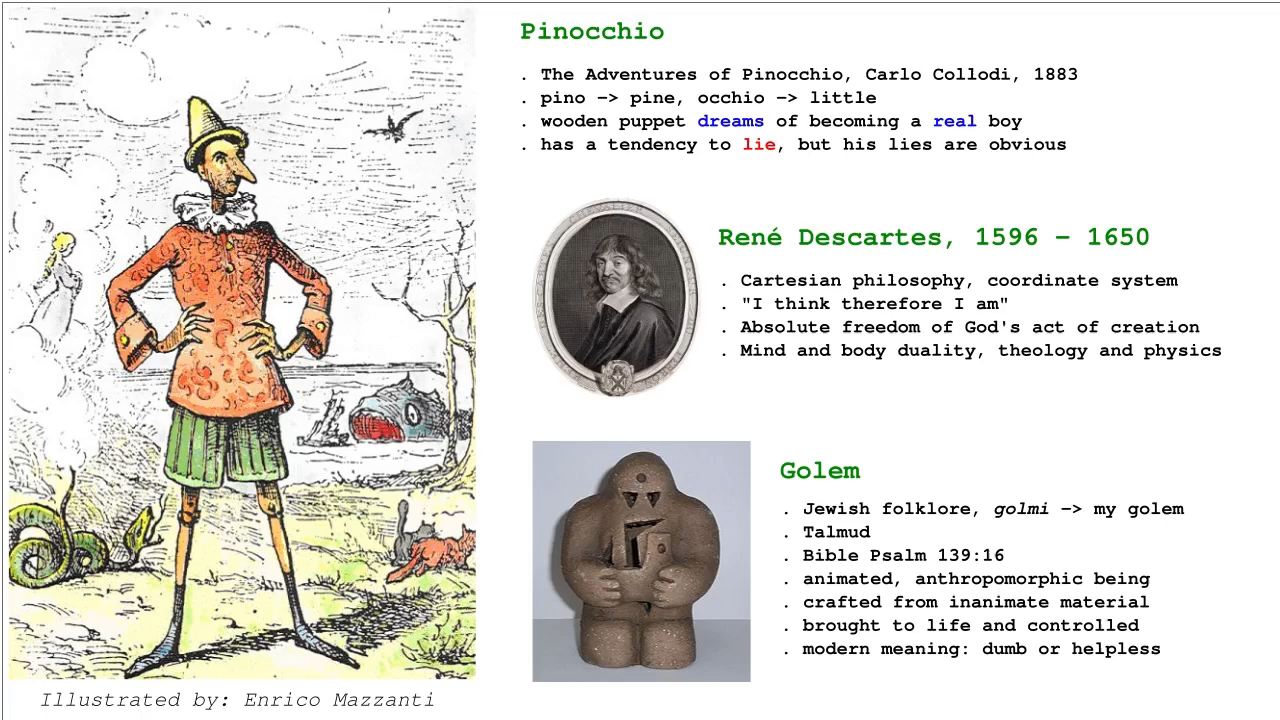 Pinocchio
. The Adventures of Pinocchio, Carlo Collodi, 1883
. pino -> pine, occhio -> little
. wooden puppet dreams of becoming a real boy
. has a tendency to lie, but his lies are obvious
René Descartes, 1596 - 1650
. Cartesian philosophy, coordinate system
. "I think therefore I am"
. Absolute freedom of God's act of creation
. Mind and body duality, theology and physics
Golem
. Jewish folklore, golmi -> my golem
. Talmud
. Bible Psalm 139:16
. animated, anthropomorphic being
. crafted from inanimate material
. brought to life and controlled
. modern meaning: dumb or helpless
Illustrated by: Enrico Mazzanti